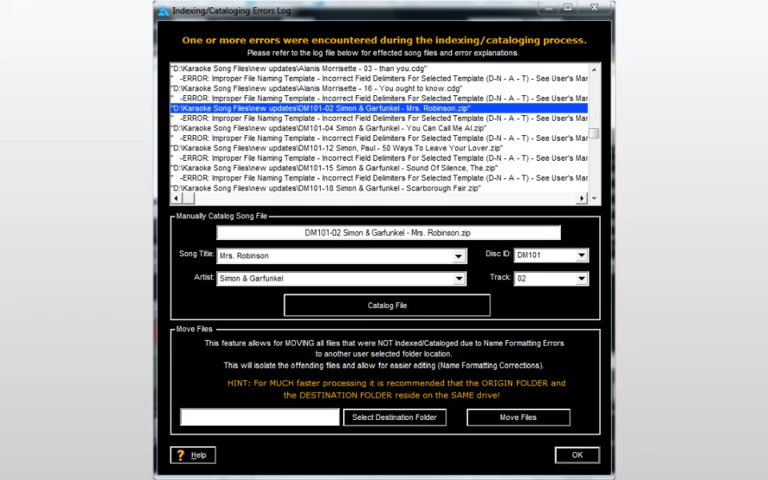 Indexing/Cataloging Errors Log
One or more errors were encountered during the indexing/cataloging process.
Please refer to the log file below for effected song files and error explanations.
"D:\Karaoke Song Files\new updates\Alanis Morrisette - 03 - than you.cdg"
" -ERROR: Improper File Naming Template - Incorrect Field Delimiters For Selected Template (D-N - A - T) - See User's Mar
"D:\Karaoke Song Files\new updates\Alanis Morrisette - 16 - You ought to know.cdg"
" -ERROR: Improper File Naming Template - Incorrect Field Delimiters For Selected Template (D-N - A - T) - See User's Mar
"D:\Karaoke Song Files\new updates\DM101-02 Simon & Garfunkel - Mrs. Robinson.zip"
" -ERROR: Improper File Naming Template - Incorrect Field Delimiters For Selected Template (D-N - A - T) - See User's Mar
"D:\Karaoke Song Files\new updates\DM101-04 Simon & Garfunkel - You Can Call Me Al.zip"
" -ERROR: Improper File Naming Template - Incorrect Field Delimiters For Selected Template (D-N - A - T) - See User's Mar
"D:\Karaoke Song Files\new updates\DM101-12 Simon, Paul - 50 Ways To Leave Your Lover.zip"
" -ERROR: Improper File Naming Template - Incorrect Field Delimiters For Selected Template (D-N - A - T) - See User's Mar
"D:\Karaoke Song Files\new updates\DM101-15 Simon & Garfunkel - Sound Of Silence, The.zip"
" -ERROR: Improper File Naming Template - Incorrect Field Delimiters For Selected Template (D-N - A - T) - See User's Mar
"D:\Karaoke Song Files\new updates\DM101-18 Simon & Garfunkel - Scarborough Fair.zip"
Manually Catalog Song File
DM101-02 Simon & Garfunkel - Mrs. Robinson.zip
Song Title: Mrs. Robinson Disc ID: DM101
Artist: Simon & Garfunkel Track: 02
Catalog File
Move Files
This feature allows for MOVING all files that were NOT Indexed/Cataloged due to Name Formatting Errors
to another user selected folder location.
This will isolate the offending files and allow for easier editing (Name Formatting Corrections).
HINT: For MUCH faster processing it is recommended that the ORIGIN FOLDER and
the DESTINATION FOLDER reside on the SAME drive!
Select Destination Folder Move Files
? Help OK